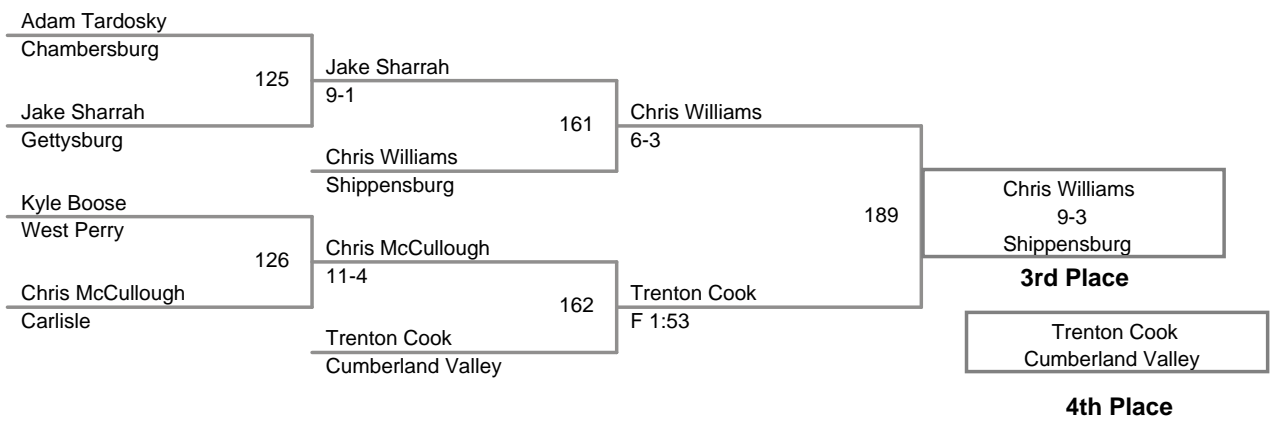 Adam Tardosky
Chambersburg
125
Jake Sharrah
9-1
Jake Sharrah
Gettysburg
161
Chris Williams
6-3
Chris Williams
Shippensburg
Kyle Boose
West Perry
189
Chris Williams
9-3
Shippensburg
3rd Place
126
Chris McCullough
11-4
Chris McCullough
Carlisle
162
Trenton Cook
F 1:53
Trenton Cook
Cumberland Valley
Trenton Cook
Cumberland Valley
4th Place